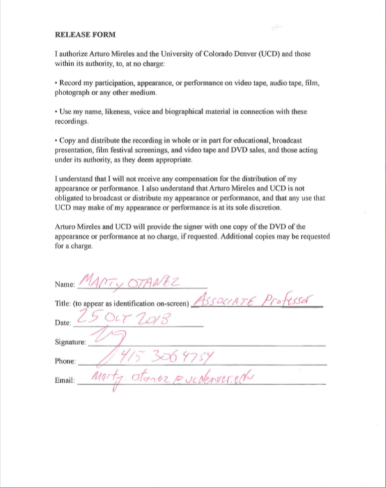 RELEASE FORM
I authorize Arturo Mireles and the University of Colorado Denver (UCD) and those
within its authority, to, at no charge:
• Record my participation, appearance, or performance on video tape, audio tape, film,
photograph or any other medium.
• Use my name, likeness, voice and biographical material in connection with these
recordings.
• Copy and distribute the recording in whole or in part for educational, broadcast
presentation, film festival screenings, and video tape and DVD sales, and those acting
under its authority, as they deem appropriate.
I understand that I will not receive any compensation for the distribution of my
appearance or performance. I also understand that Arturo Mireles and UCD is not
obligated to broadcast or distribute my appearance or performance, and that any use that
UCD may make of my appearance or performance is at its sole discretion.
Arturo Mireles and UCD will provide the signer with one copy of the DVD of the
appearance or performance at no charge, if requested. Additional copies may be requested
for a charge.
Name: MARTY OTAÑEZ
Title: (to appear as identification on-screen) ASSOCIATE Professor
Date: 25 OCT 2013
Signature:
Phone: 415 306 4754
Email: Marty.otanez@ucdenver.edu